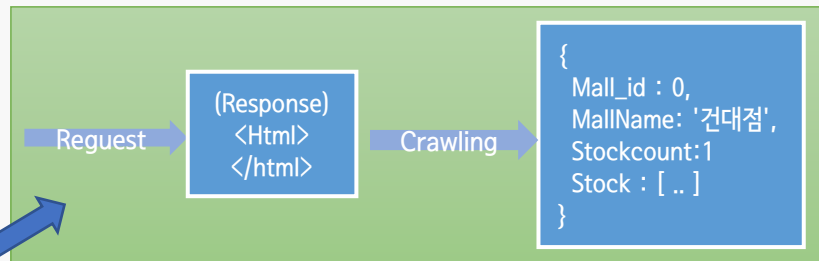 Reguest
(Response)
<Html>
</html>
Crawling
{
Mall_id : 0,
MallName: '건대점',
Stockcount:1
Stock : [ .. ]
}